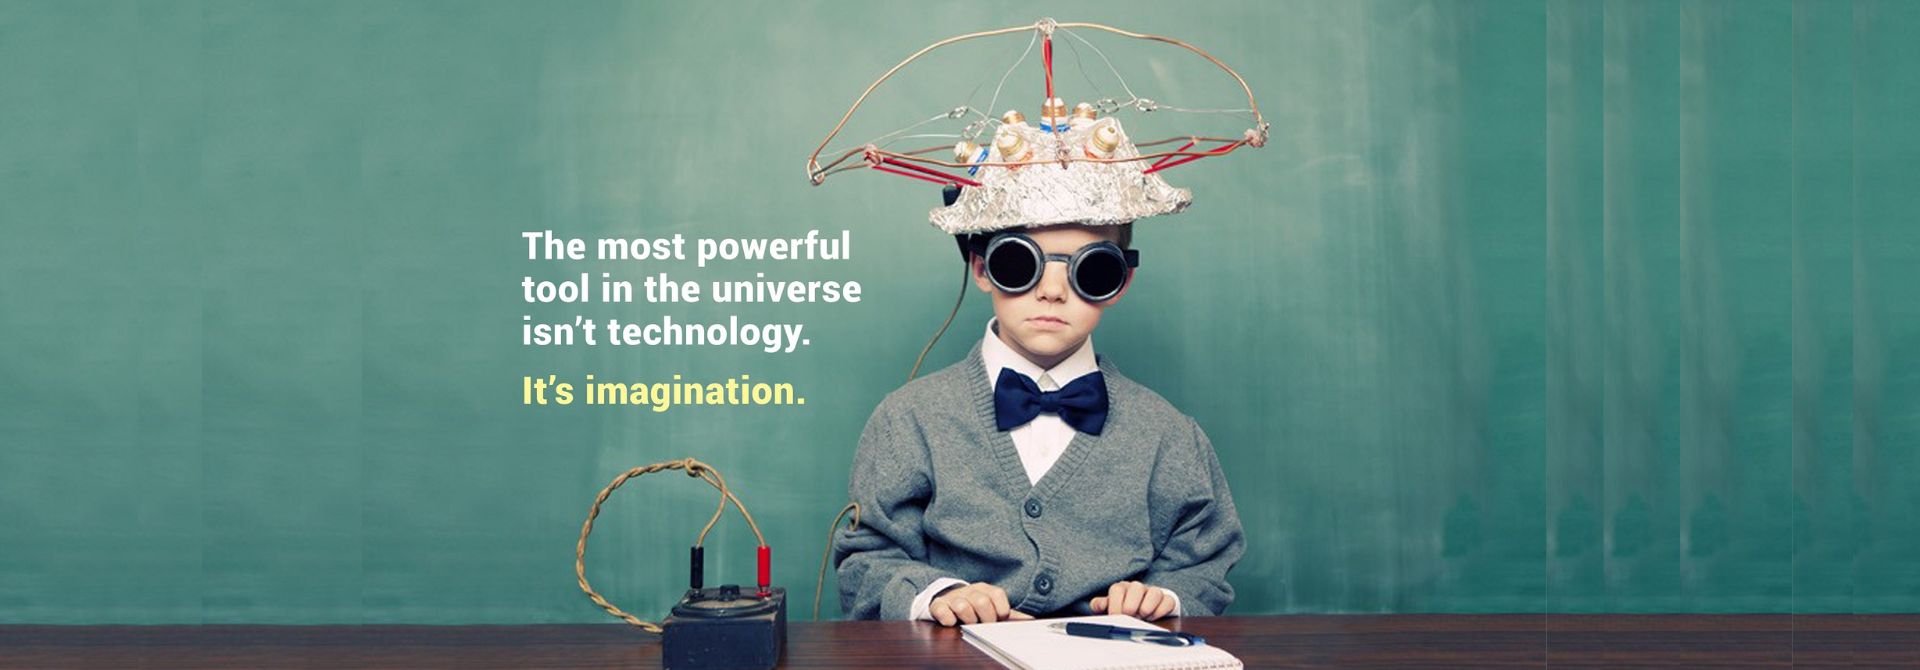 The most powerful
tool in the universe
isn’t technology.
It’s imagination.